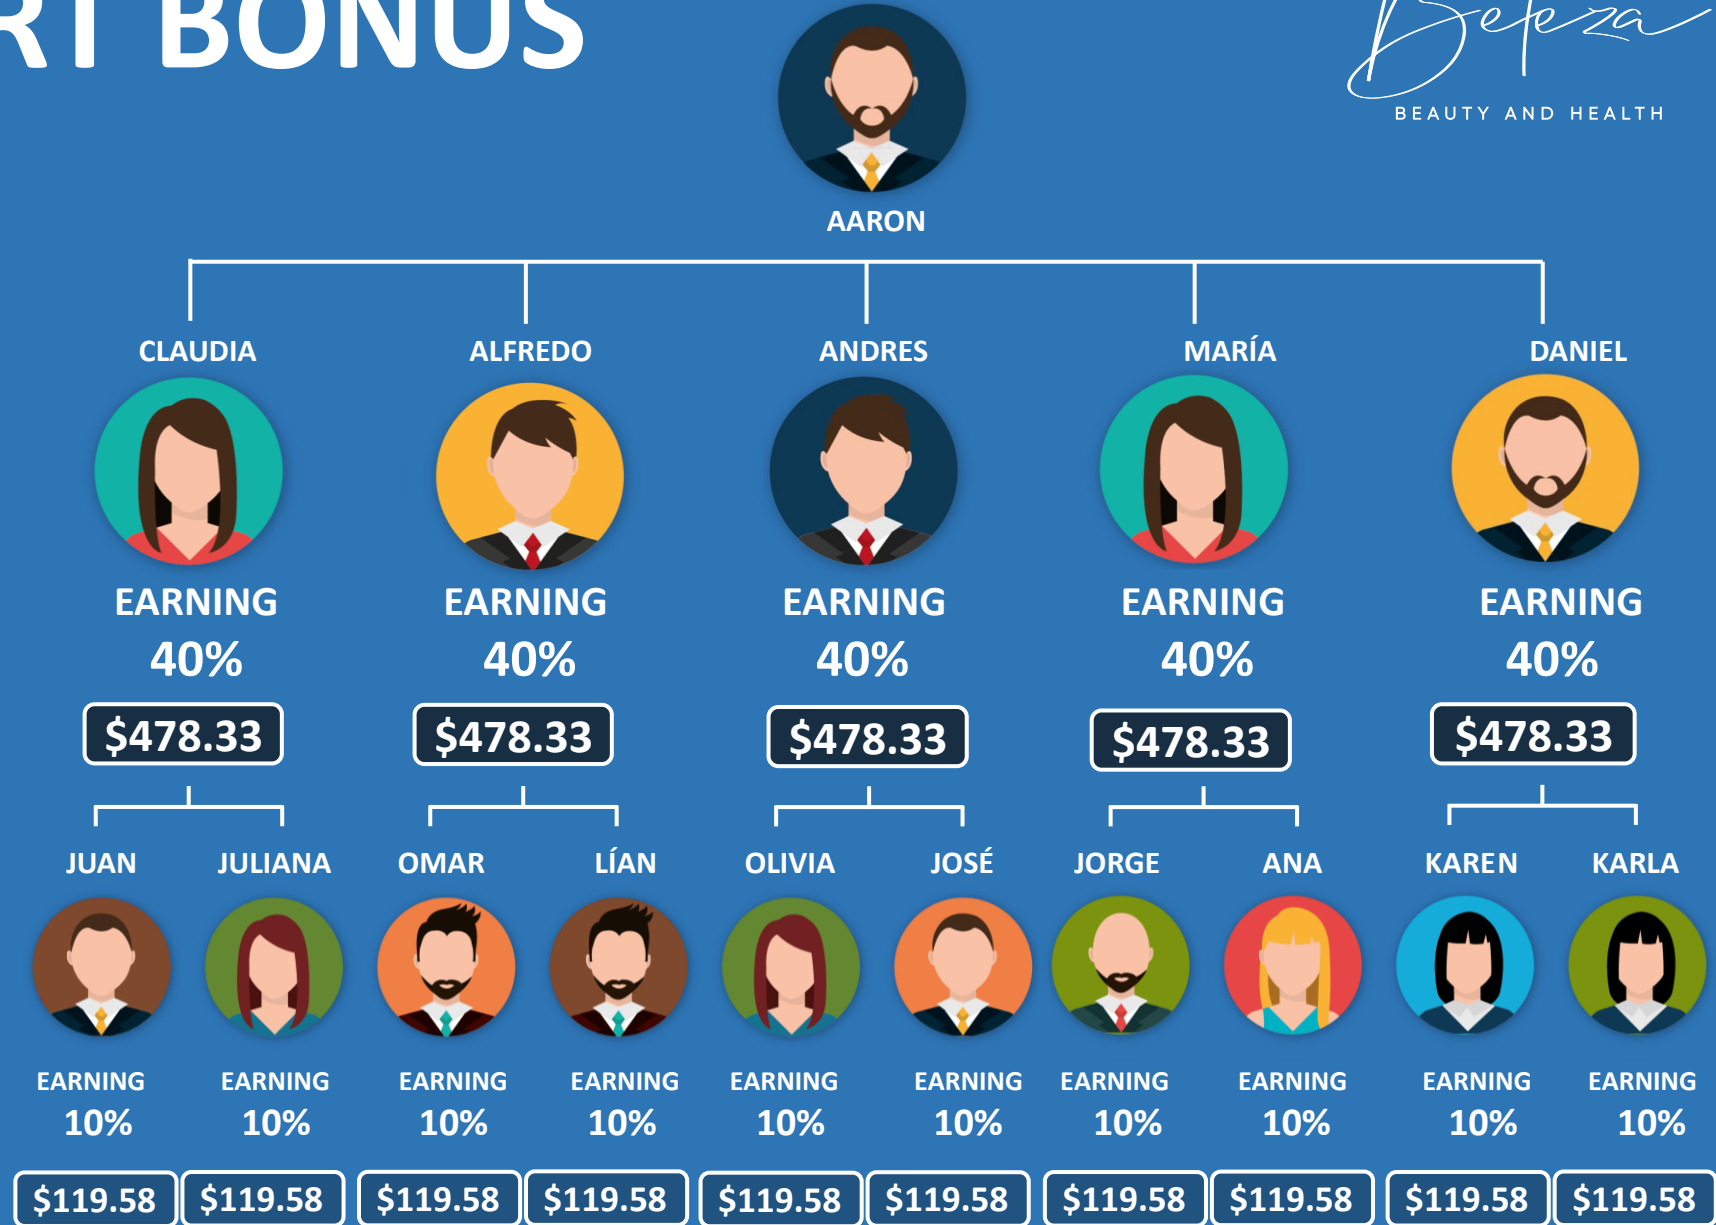 RT BONUS
Beleza
BEAUTY AND HEALTH
AARON
CLAUDIA ALFREDO ANDRES MARÍA DANIEL
EARNING EARNING EARNING EARNING EARNING
40% 40% 40% 40% 40%
$478.33 $478.33 $478.33 $478.33 $478.33
JUAN JULIANA OMAR LÍAN OLIVIA JOSÉ JORGE ANA KAREN KARLA
EARNING EARNING EARNING EARNING EARNING EARNING EARNING EARNING EARNING EARNING
10% 10% 10% 10% 10% 10% 10% 10% 10% 10%
$119.58 $119.58 $119.58 $119.58 $119.58 $119.58 $119.58 $119.58 $119.58 $119.58